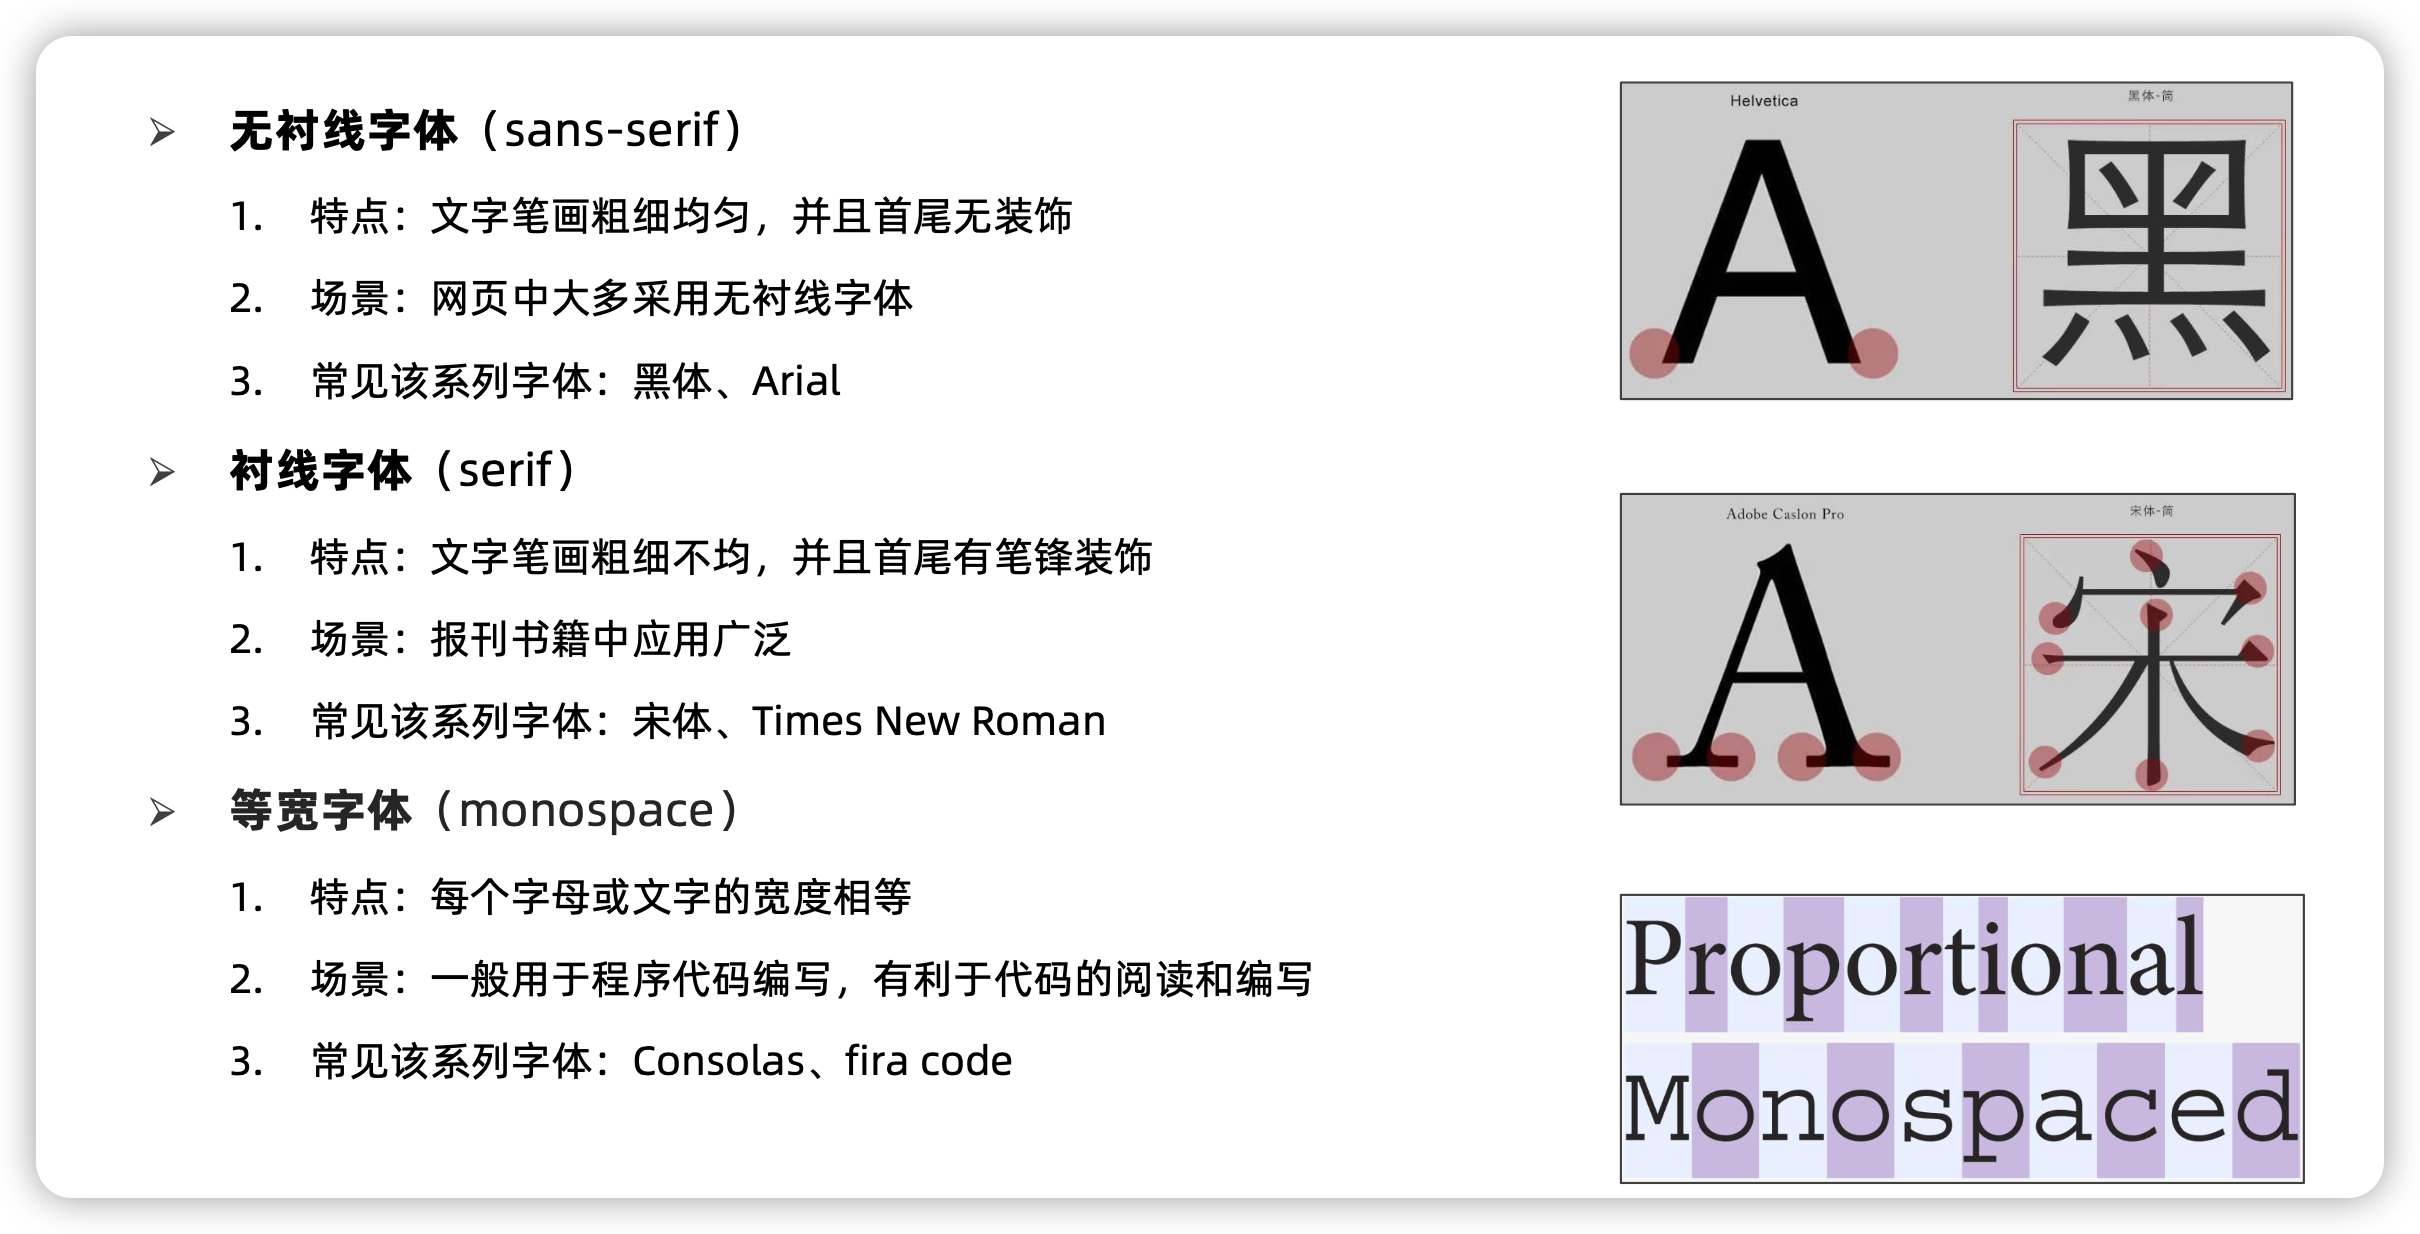 ➢ 无衬线字体（sans-serif）
1. 特点：文字笔画粗细均匀，并且首尾无装饰
2. 场景：网页中大多采用无衬线字体
3. 常见该系列字体：黑体、Arial
Helvetica 黑体-简
A 黑
➢ 衬线字体（serif）
1. 特点：文字笔画粗细不均，并且首尾有笔锋装饰
2. 场景：报刊书籍中应用广泛
3. 常见该系列字体：宋体、Times New Roman
Adobe Caslon Pro 宋体-简
A 宋
➢ 等宽字体（monospace）
1. 特点：每个字母或文字的宽度相等
2. 场景：一般用于程序代码编写，有利于代码的阅读和编写
3. 常见该系列字体：Consolas、fira code
Proportional
Monospaced